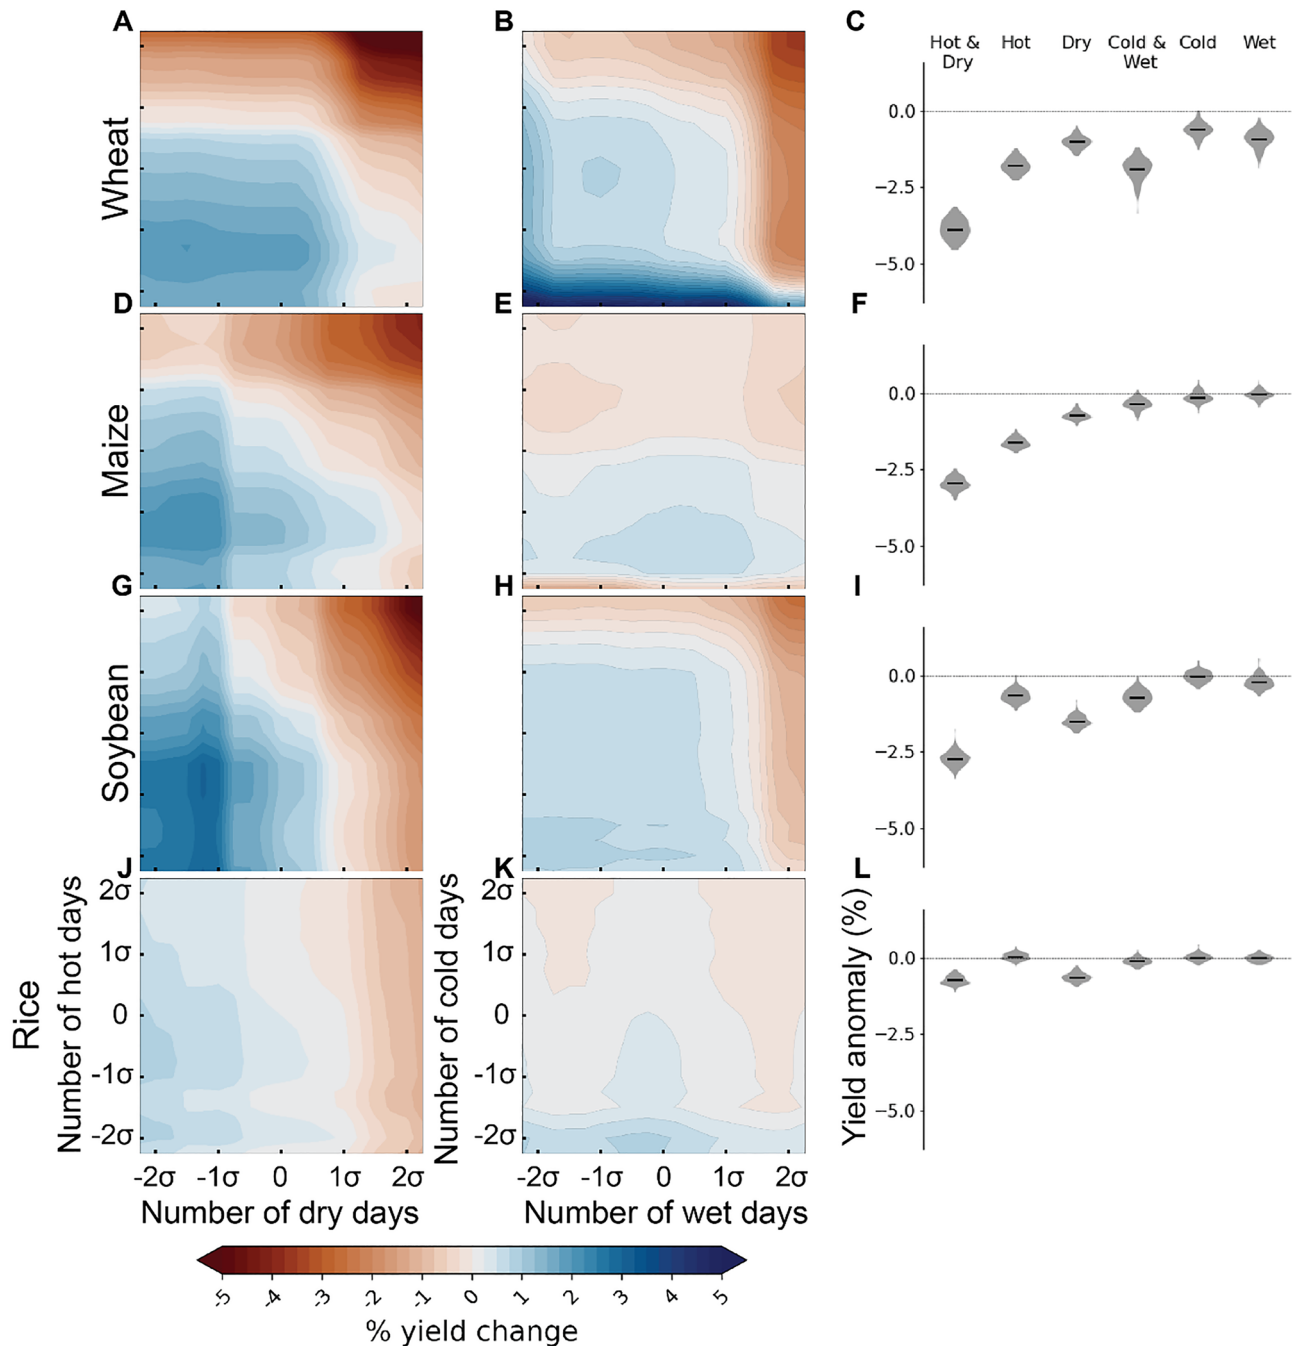 A
B
C
Hot & Dry
Hot
Dry
Cold & Wet
Cold
Wet
Wheat
0.0
−2.5
−5.0
D
E
F
Maize
0.0
−2.5
−5.0
G
H
I
Soybean
0.0
−2.5
−5.0
J
K
L
Rice
Number of hot days
2σ
1σ
0
-1σ
-2σ
Number of cold days
2σ
1σ
0
-1σ
-2σ
Yield anomaly (%)
0.0
−2.5
−5.0
-2σ -1σ 0 1σ 2σ
-2σ -1σ 0 1σ 2σ
Number of dry days
Number of wet days
-5 -4 -3 -2 -1 0 1 2 3 4 5
% yield change